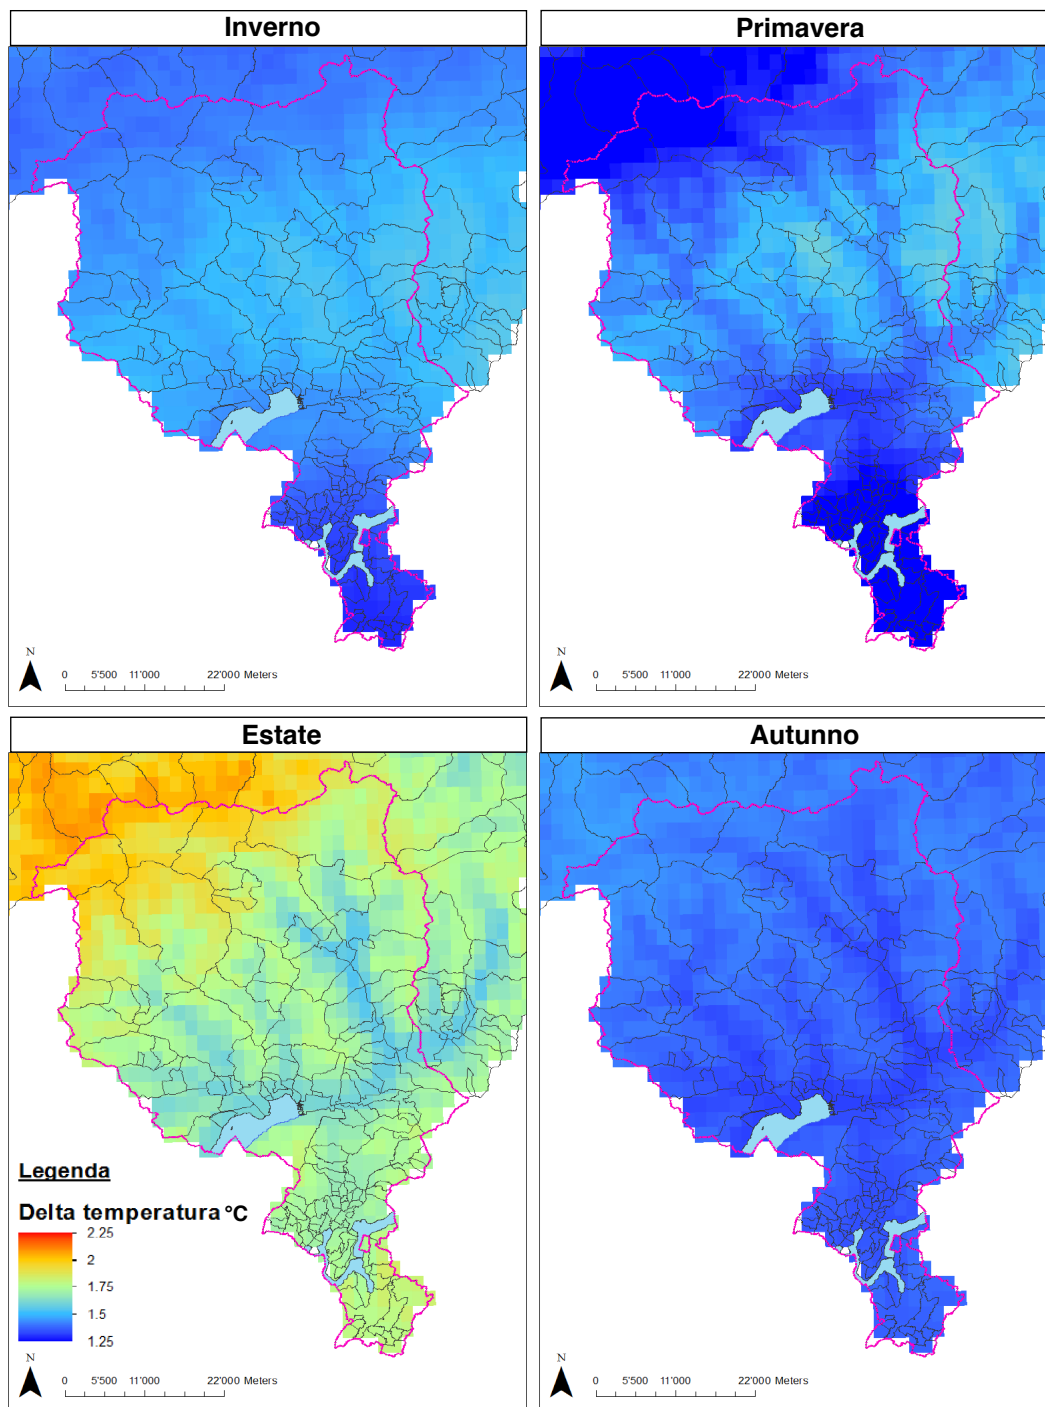 Inverno
Primavera
N
0 5'500 11'000 22'000 Meters
N
0 5'500 11'000 22'000 Meters
Estate
Autunno
Legenda
Delta temperatura °C
2.25
2
1.75
1.5
1.25
N
0 5'500 11'000 22'000 Meters
N
0 5'500 11'000 22'000 Meters